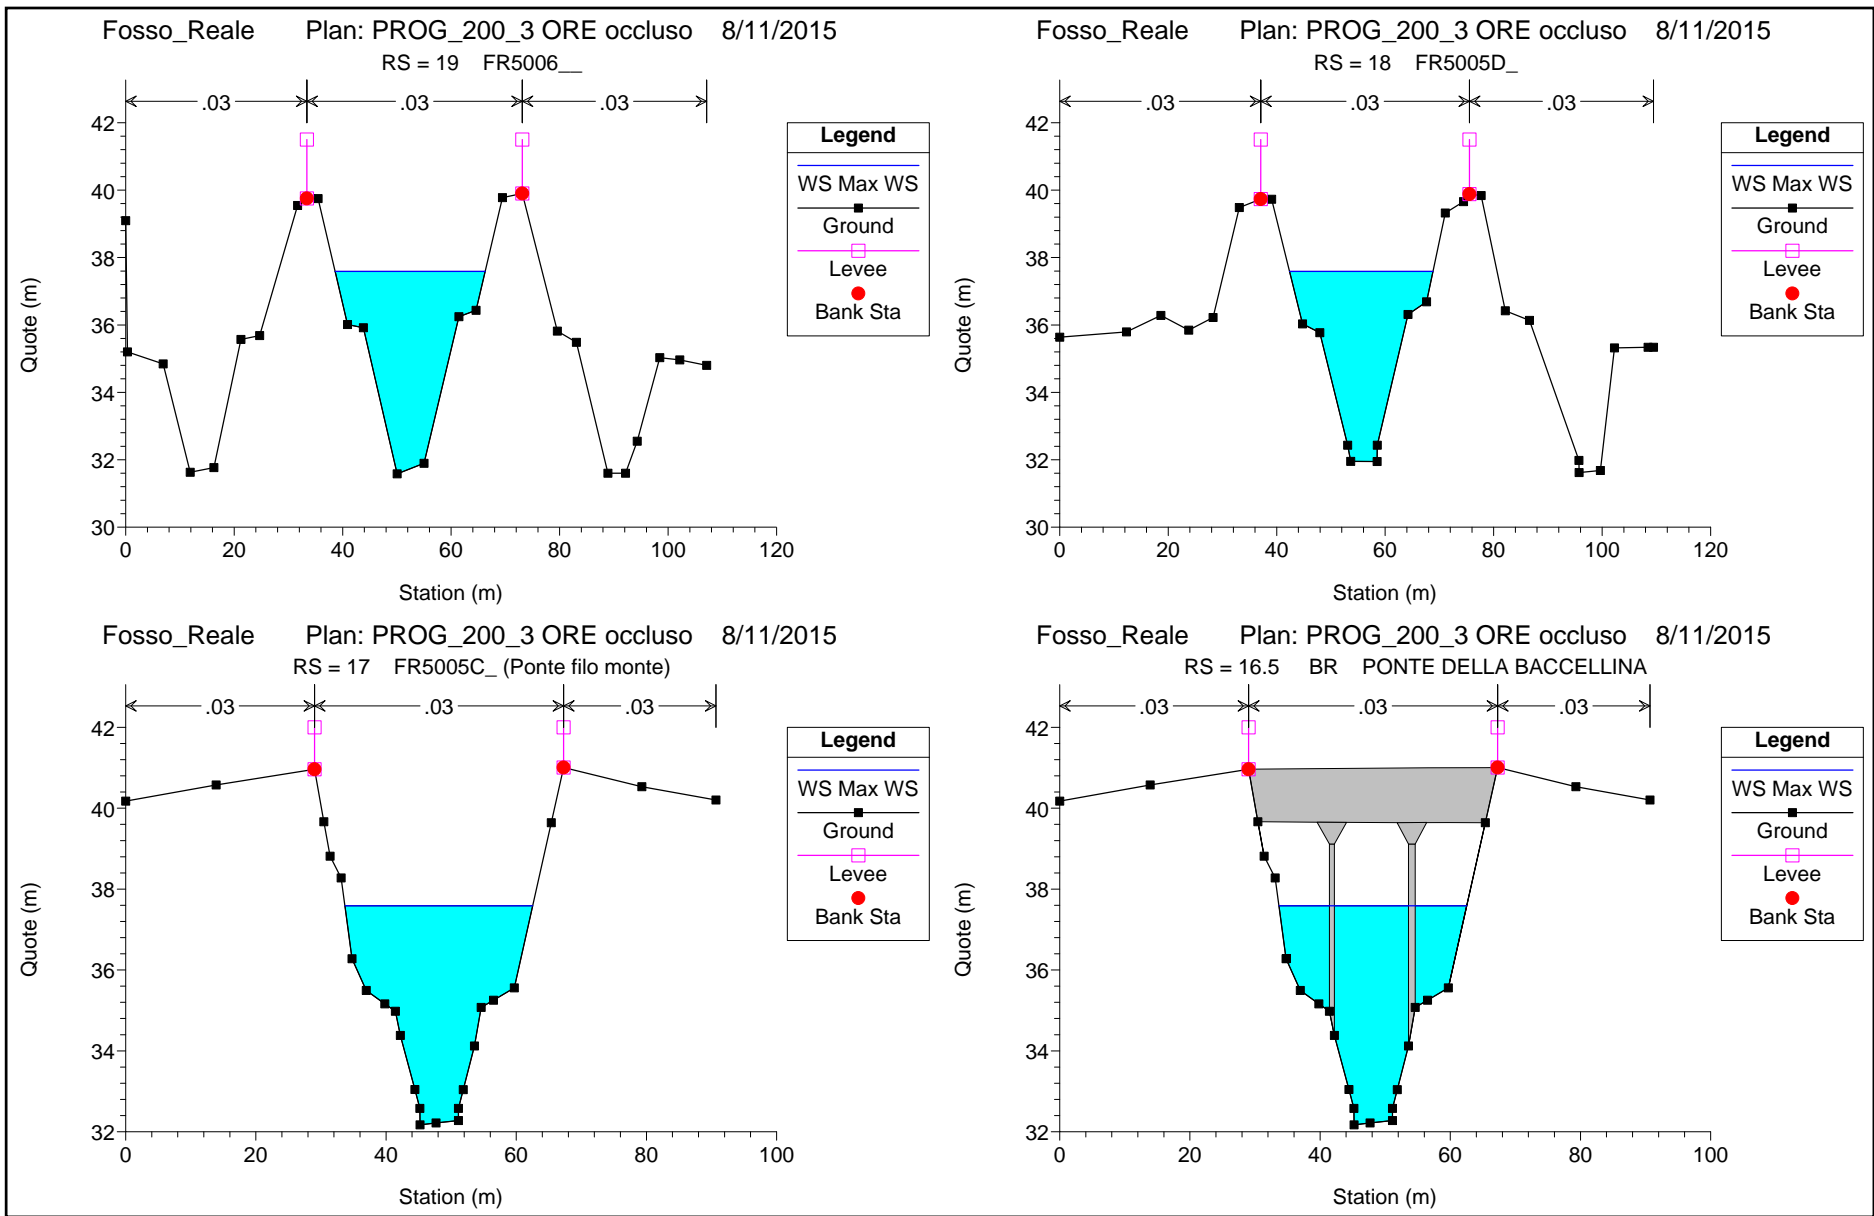 Fosso_Reale Plan: PROG_200_3 ORE occluso 8/11/2015
RS = 19 FR5006__
.03 .03 .03
42
40
38
36
34
32
30
0 20 40 60 80 100 120
Quote (m)
Station (m)
Legend
WS Max WS
Ground
Levee
Bank Sta
Fosso_Reale Plan: PROG_200_3 ORE occluso 8/11/2015
RS = 18 FR5005D_
.03 .03 .03
42
40
38
36
34
32
30
0 20 40 60 80 100 120
Quote (m)
Station (m)
Legend
WS Max WS
Ground
Levee
Bank Sta
Fosso_Reale Plan: PROG_200_3 ORE occluso 8/11/2015
RS = 17 FR5005C_ (Ponte filo monte)
.03 .03 .03
42
40
38
36
34
32
0 20 40 60 80 100
Quote (m)
Station (m)
Legend
WS Max WS
Ground
Levee
Bank Sta
Fosso_Reale Plan: PROG_200_3 ORE occluso 8/11/2015
RS = 16.5 BR PONTE DELLA BACCELLINA
.03 .03 .03
42
40
38
36
34
32
0 20 40 60 80 100
Quote (m)
Station (m)
Legend
WS Max WS
Ground
Levee
Bank Sta